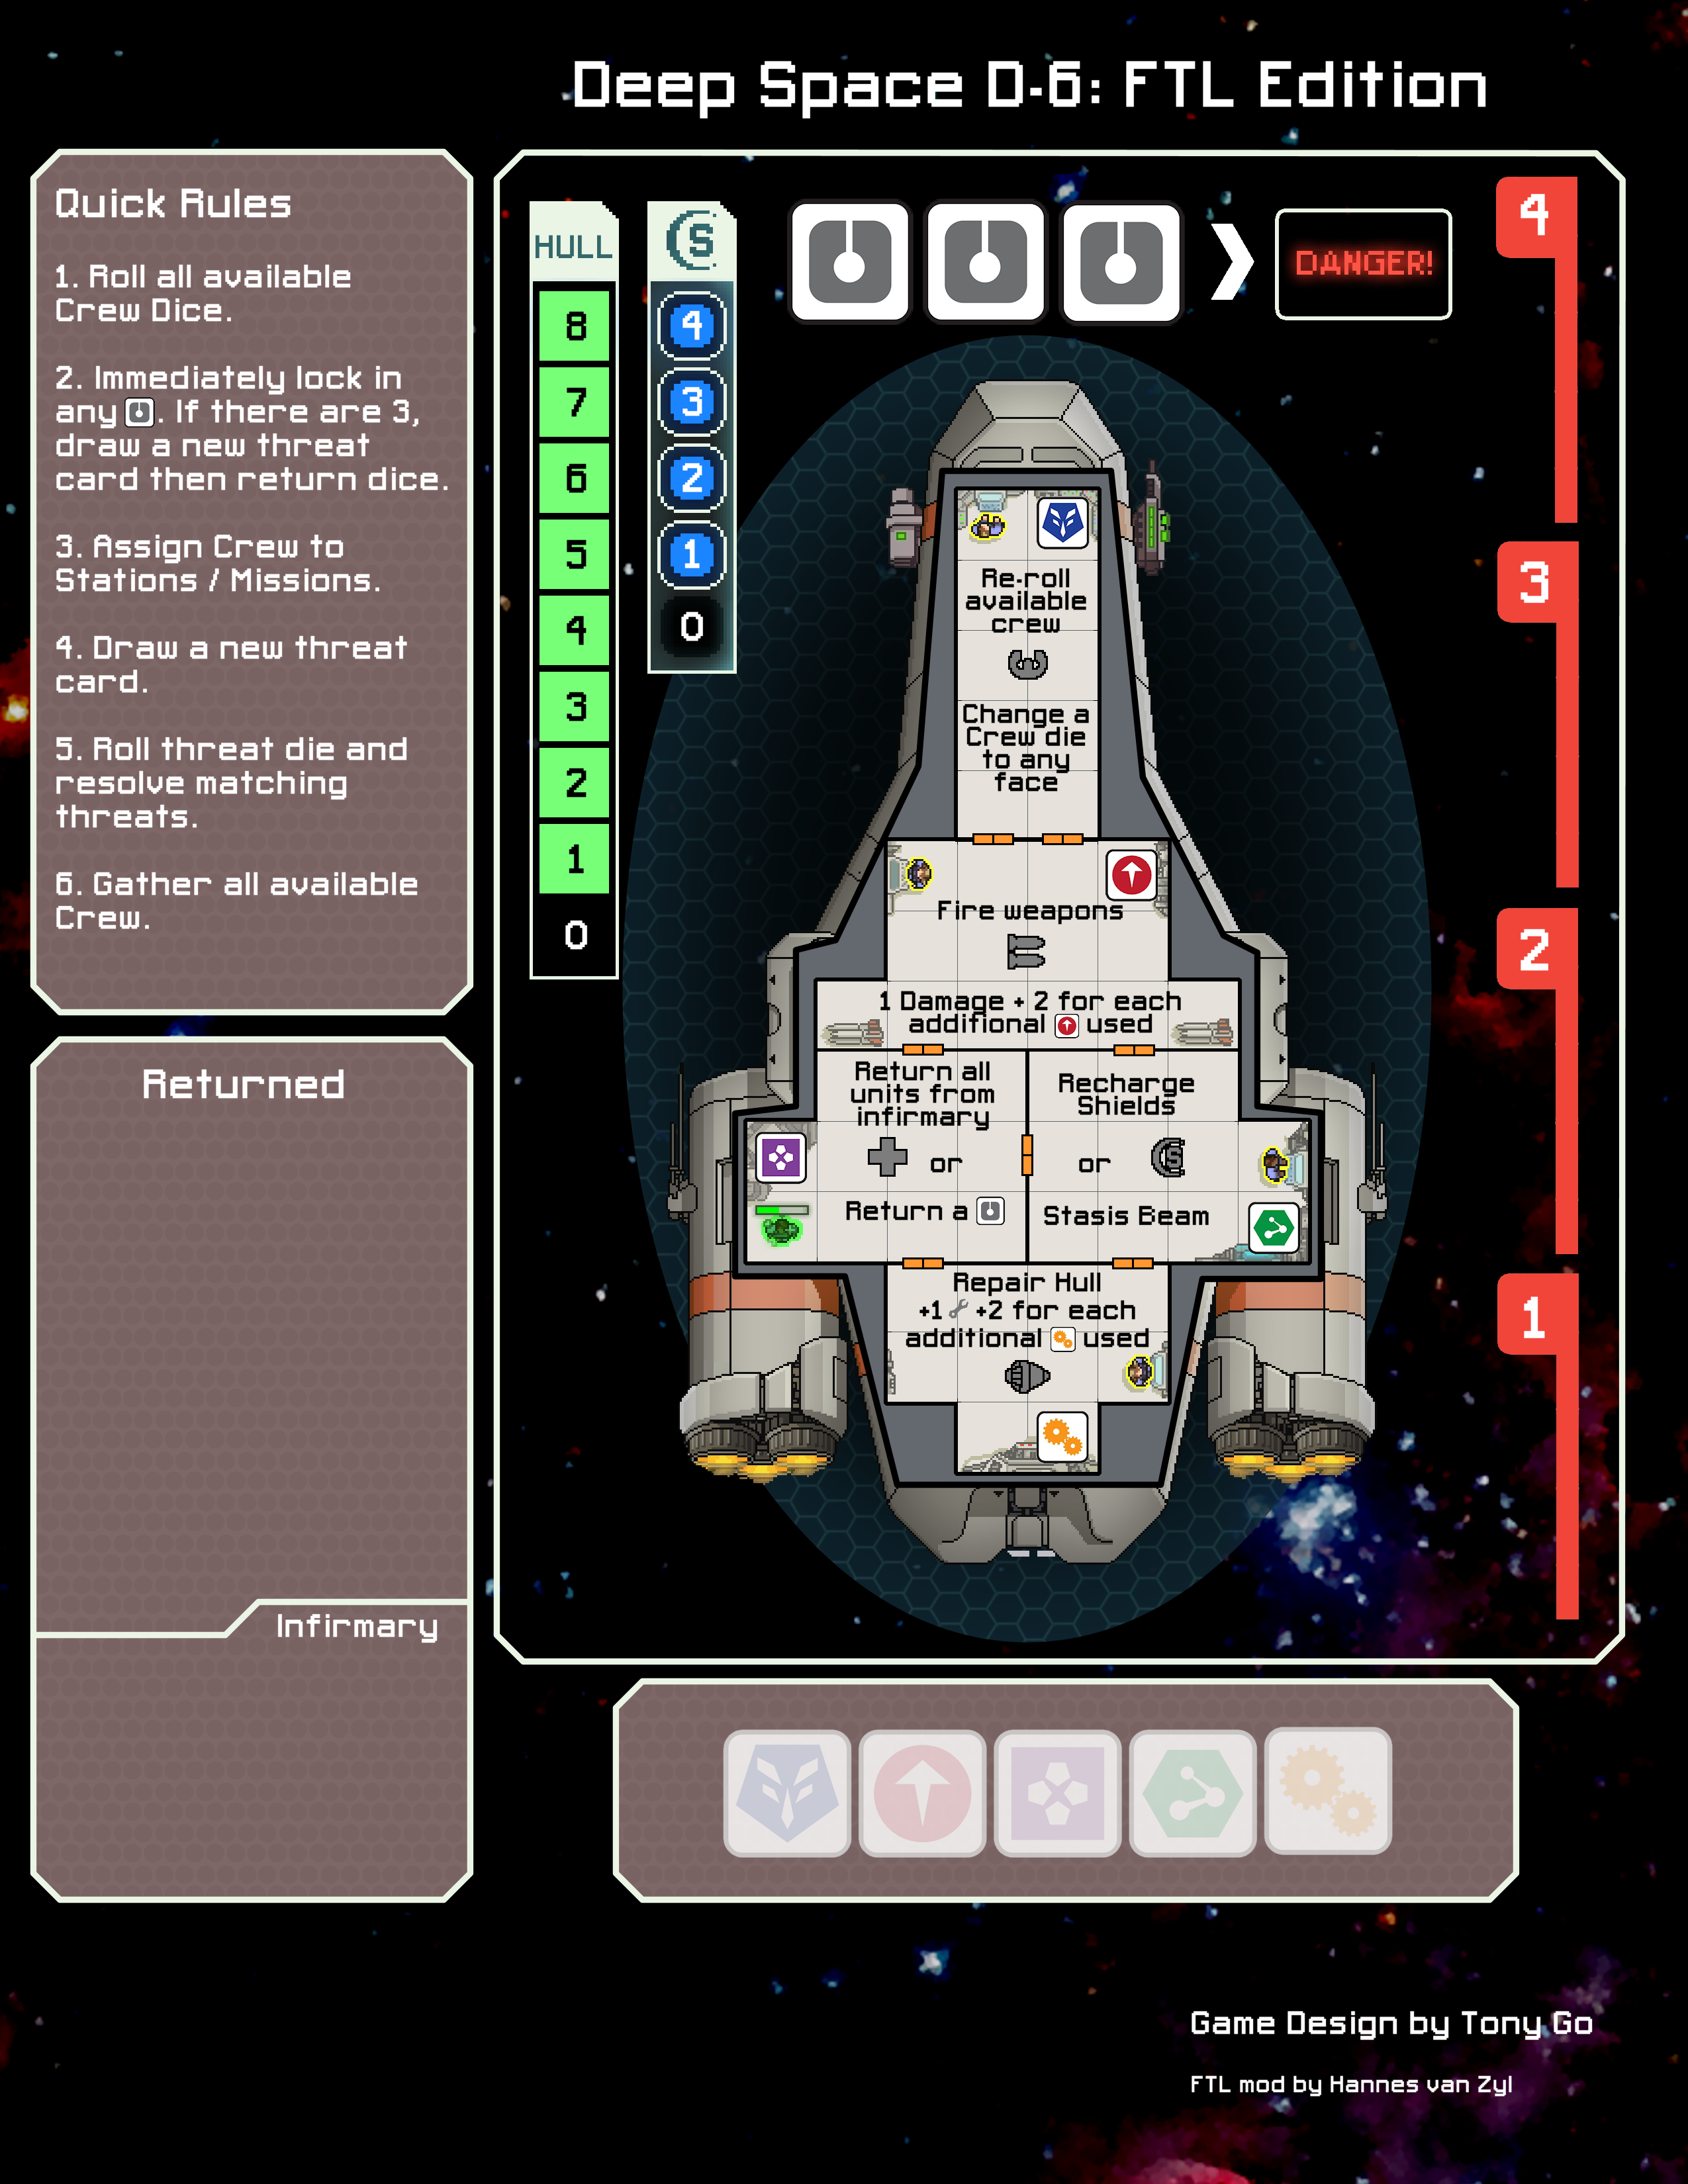 Deep Space D-6: FTL Edition
Quick Rules
1. Roll all available
Crew Dice.
2. Immediately lock in
any . If there are 3,
draw a new threat
card then return dice.
3. Assign Crew to
Stations / Missions.
4. Draw a new threat
card.
5. Roll threat die and
resolve matching
threats.
6. Gather all available
Crew.
Returned
Infirmary
HULL
8
7
6
5
4
3
2
1
0
S
4
3
2
1
0
DANGER!
4
3
2
1
Re-roll
available
crew
Change a
Crew die
to any
face
Fire weapons
1 Damage + 2 for each
additional used
Return all
units from
infirmary
or
Return a
Recharge
Shields
or
S
Stasis Beam
Repair Hull
+1 +2 for each
additional used
Game Design by Tony Go
FTL mod by Hannes van Zyl